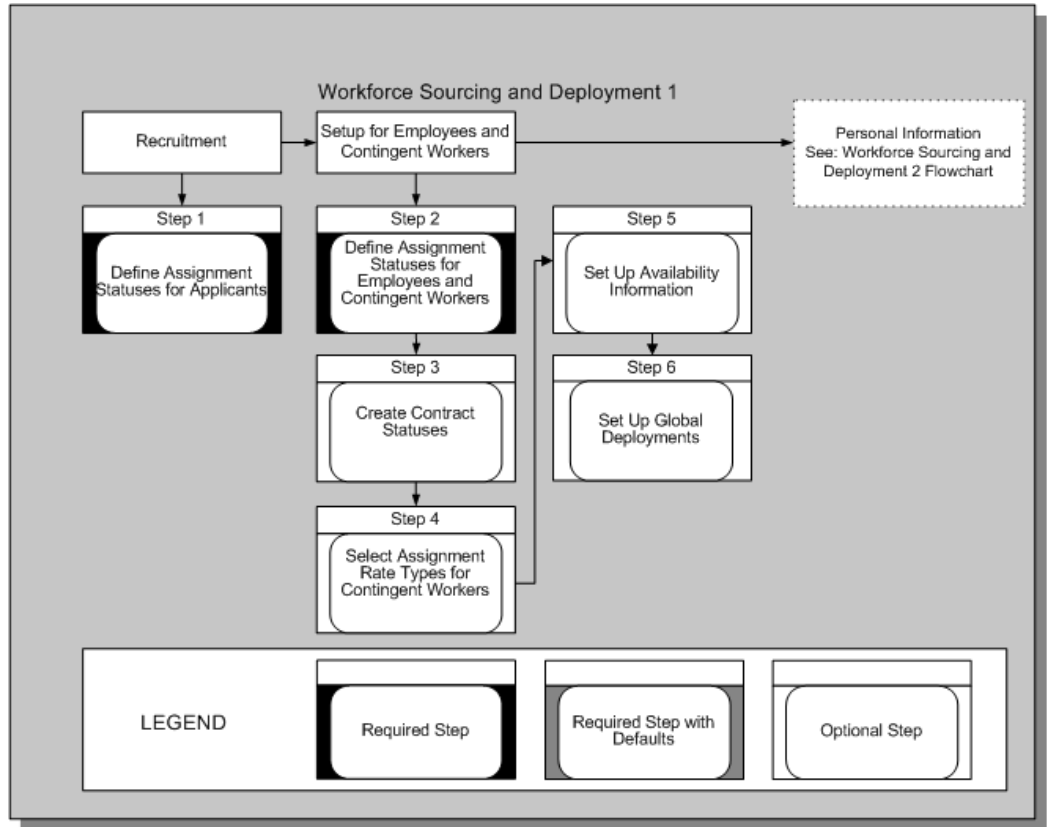 Workforce Sourcing and Deployment 1
Recruitment
Setup for Employees and
Contingent Workers
Personal Information
See: Workforce Sourcing and
Deployment 2 Flowchart
Step 1
Define Assignment
Statuses for Applicants
Step 2
Define Assignment
Statuses for
Employees and
Contingent Workers
Step 3
Create Contract
Statuses
Step 4
Select Assignment
Rate Types for
Contingent Workers
Step 5
Set Up Availability
Information
Step 6
Set Up Global
Deployments
LEGEND
Required Step
Required Step with
Defaults
Optional Step